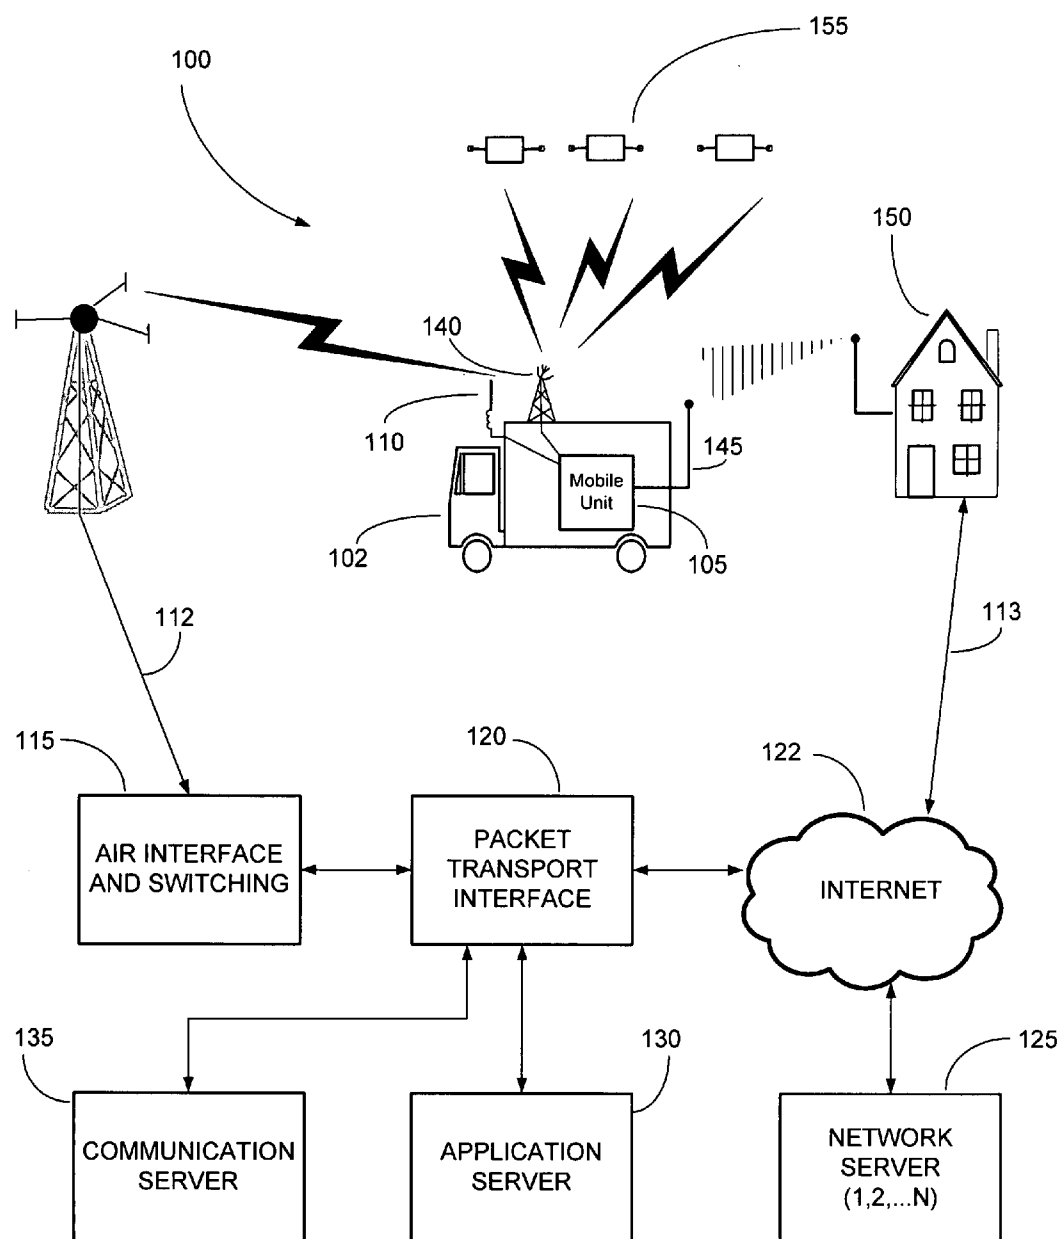 155
100
150
140
110
145
Mobile
Unit
102
105
112
113
115
120
122
AIR INTERFACE
AND SWITCHING
PACKET
TRANSPORT
INTERFACE
INTERNET
135
130
125
COMMUNICATION
SERVER
APPLICATION
SERVER
NETWORK
SERVER
(1,2,...N)